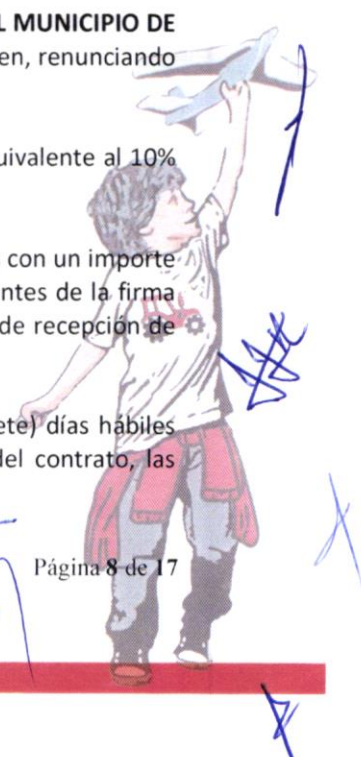 L MUNICIPIO DE
en, renunciando
uivalente al 10%
con un importe
ntes de la firma
de recepción de
ete) días hábiles
del contrato, las
Página 8 de 17